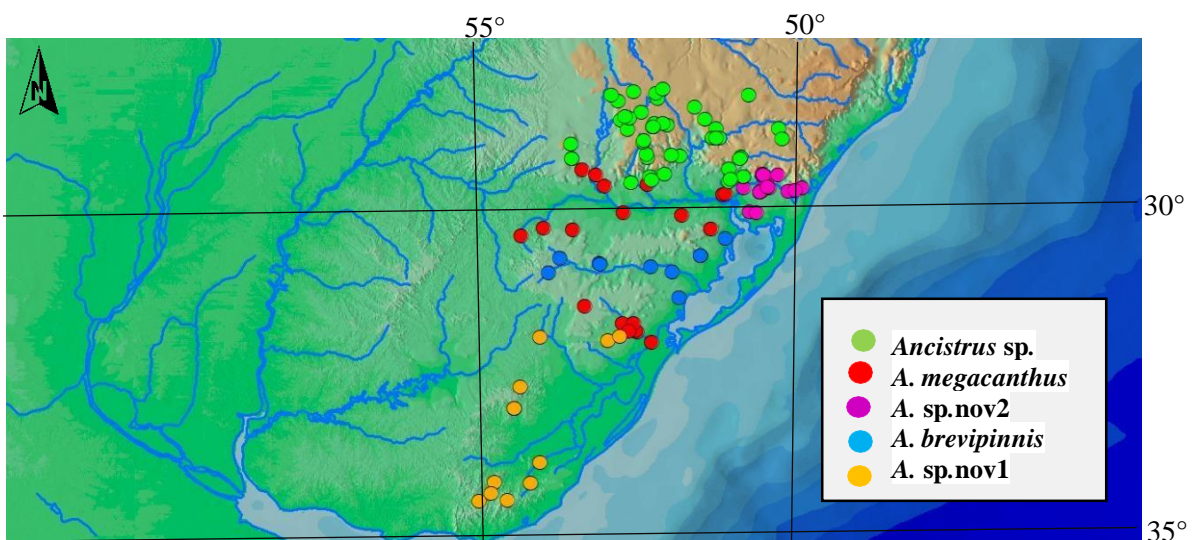 55°
50°
N
30°
Ancistrus sp.
A. megacanthus
A. sp.nov2
A. brevipinnis
A. sp.nov1
35°